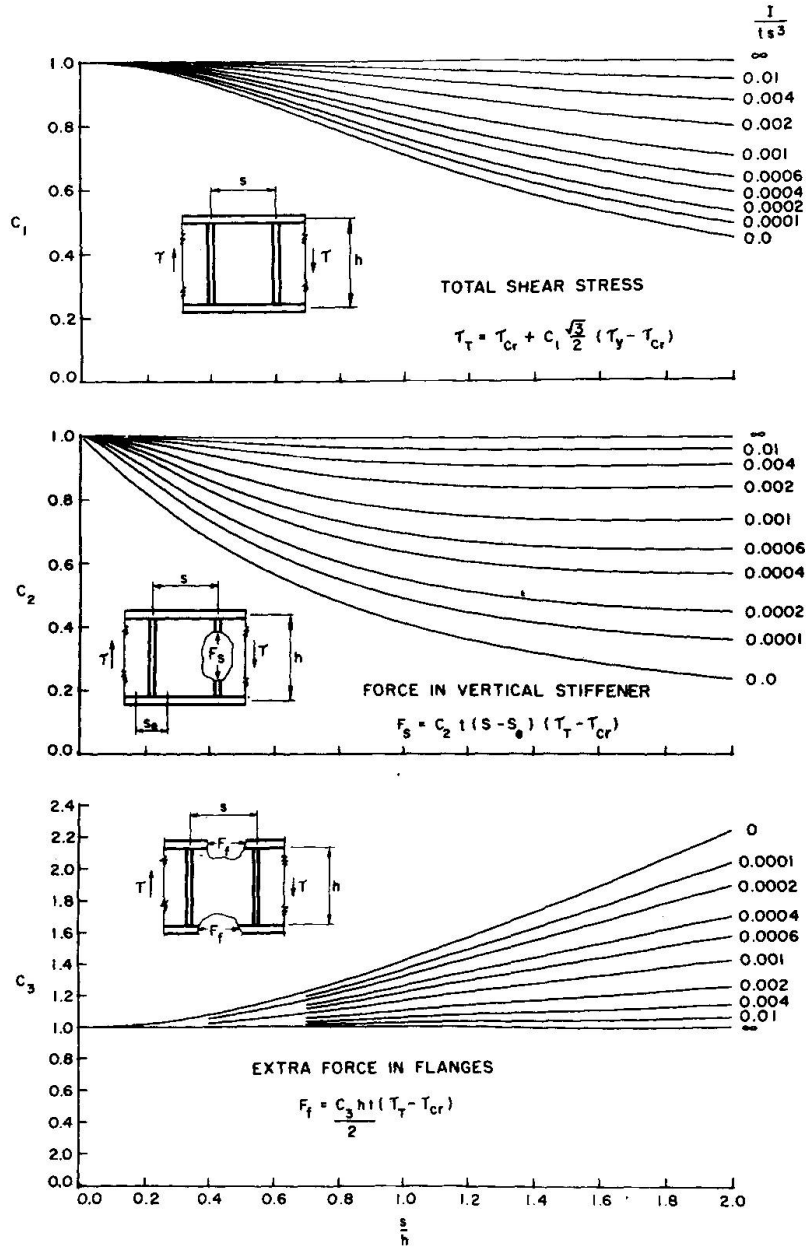 I
ts³
1.0
0.8
0.6
0.4
0.2
0.0
C₁
∞
0.01
0.004
0.002
0.001
0.0006
0.0004
0.0002
0.0001
0.0
s
τ
τ
h
TOTAL SHEAR STRESS
τ_T = τ_Cr + C₁ √3/2 (τ_y − τ_Cr)
1.0
0.8
0.6
0.4
0.2
0.0
C₂
∞
0.01
0.004
0.002
0.001
0.0006
0.0004
0.0002
0.0001
0.0
s
τ
F_s
τ
h
s_e
FORCE IN VERTICAL STIFFENER
F_s = C₂ t (S − S_e) (τ_T − τ_Cr)
2.4
2.2
2.0
1.8
1.6
1.4
1.2
1.0
0.8
0.6
0.4
0.2
0.0
C₃
0
0.0001
0.0002
0.0004
0.0006
0.001
0.002
0.004
0.01
∞
s
F_f
τ
τ
h
F_f
EXTRA FORCE IN FLANGES
F_f = C₃ h t (τ_T − τ_Cr)
2
0.0 0.2 0.4 0.6 0.8 1.0 1.2 1.4 1.6 1.8 2.0
s
h